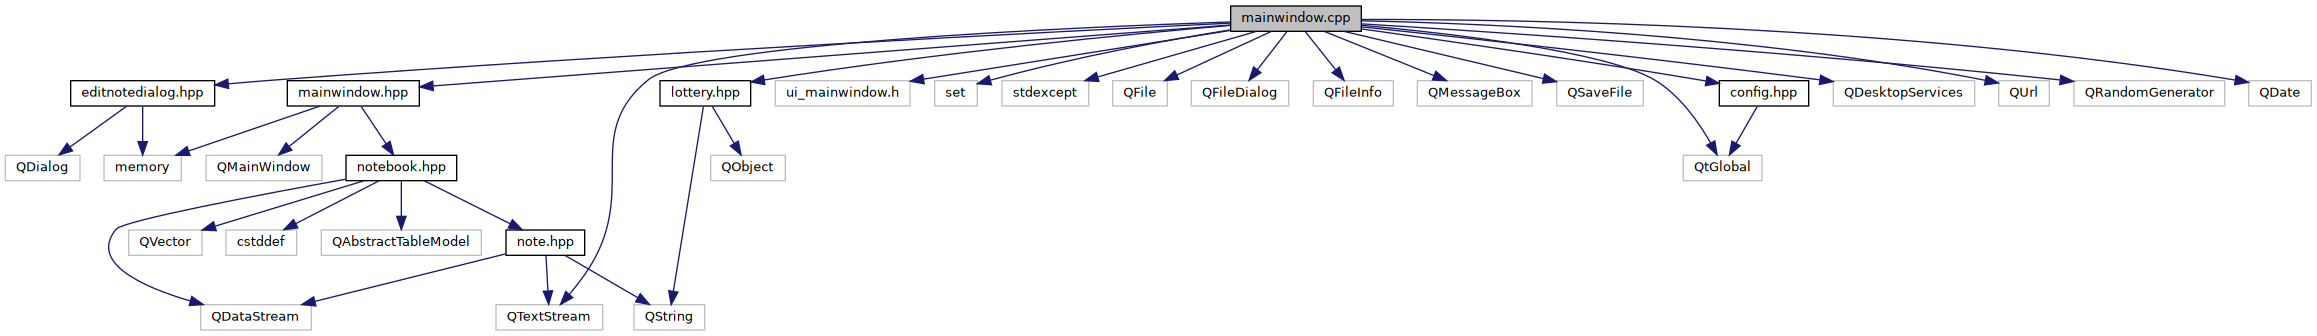 mainwindow.cpp
editnotedialog.hpp
mainwindow.hpp
lottery.hpp
ui_mainwindow.h
set
stdexcept
QFile
QFileDialog
QFileInfo
QMessageBox
QSaveFile
config.hpp
QDesktopServices
QUrl
QRandomGenerator
QDate
QDialog
memory
QMainWindow
notebook.hpp
QObject
QtGlobal
QVector
cstddef
QAbstractTableModel
note.hpp
QDataStream
QTextStream
QString